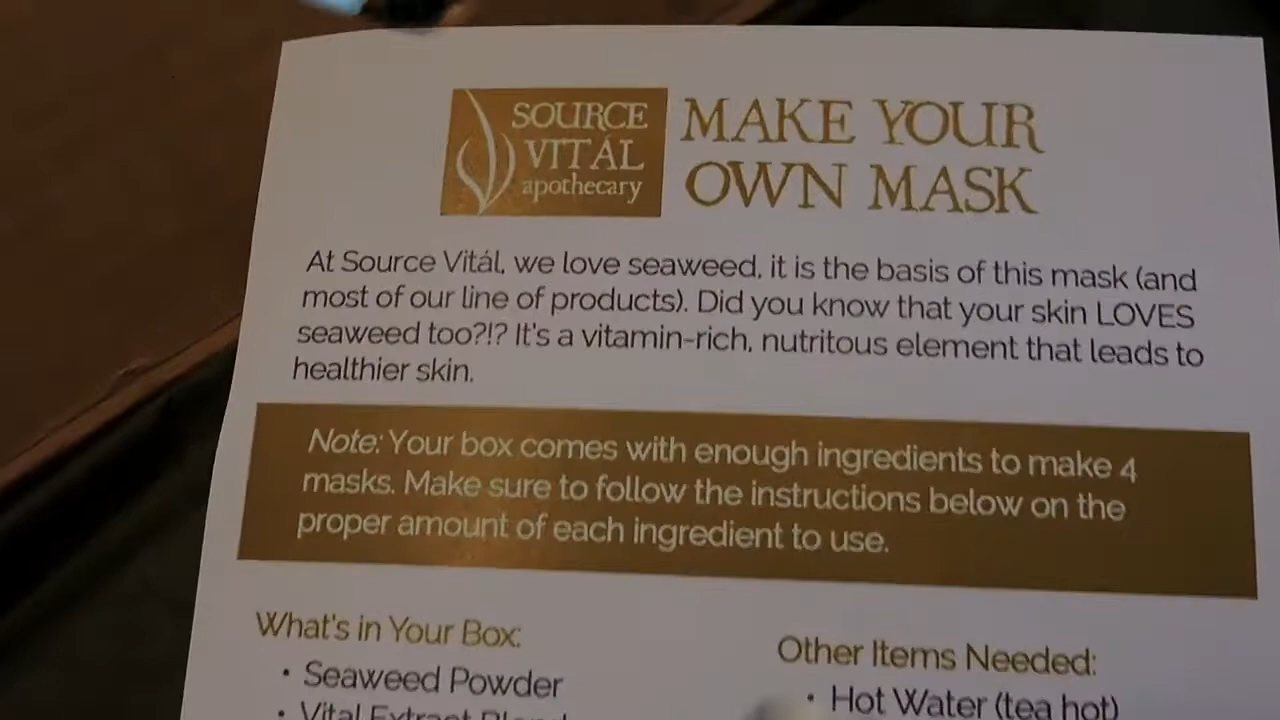 SOURCE
VITÁL
apothecary
MAKE YOUR
OWN MASK
At Source Vitál, we love seaweed, it is the basis of this mask (and
most of our line of products). Did you know that your skin LOVES
seaweed too?!? It's a vitamin-rich, nutritous element that leads to
healthier skin.
Note: Your box comes with enough ingredients to make 4
masks. Make sure to follow the instructions below on the
proper amount of each ingredient to use.
What's in Your Box:
• Seaweed Powder
• Vital Extract Blend
Other Items Needed:
• Hot Water (tea hot)